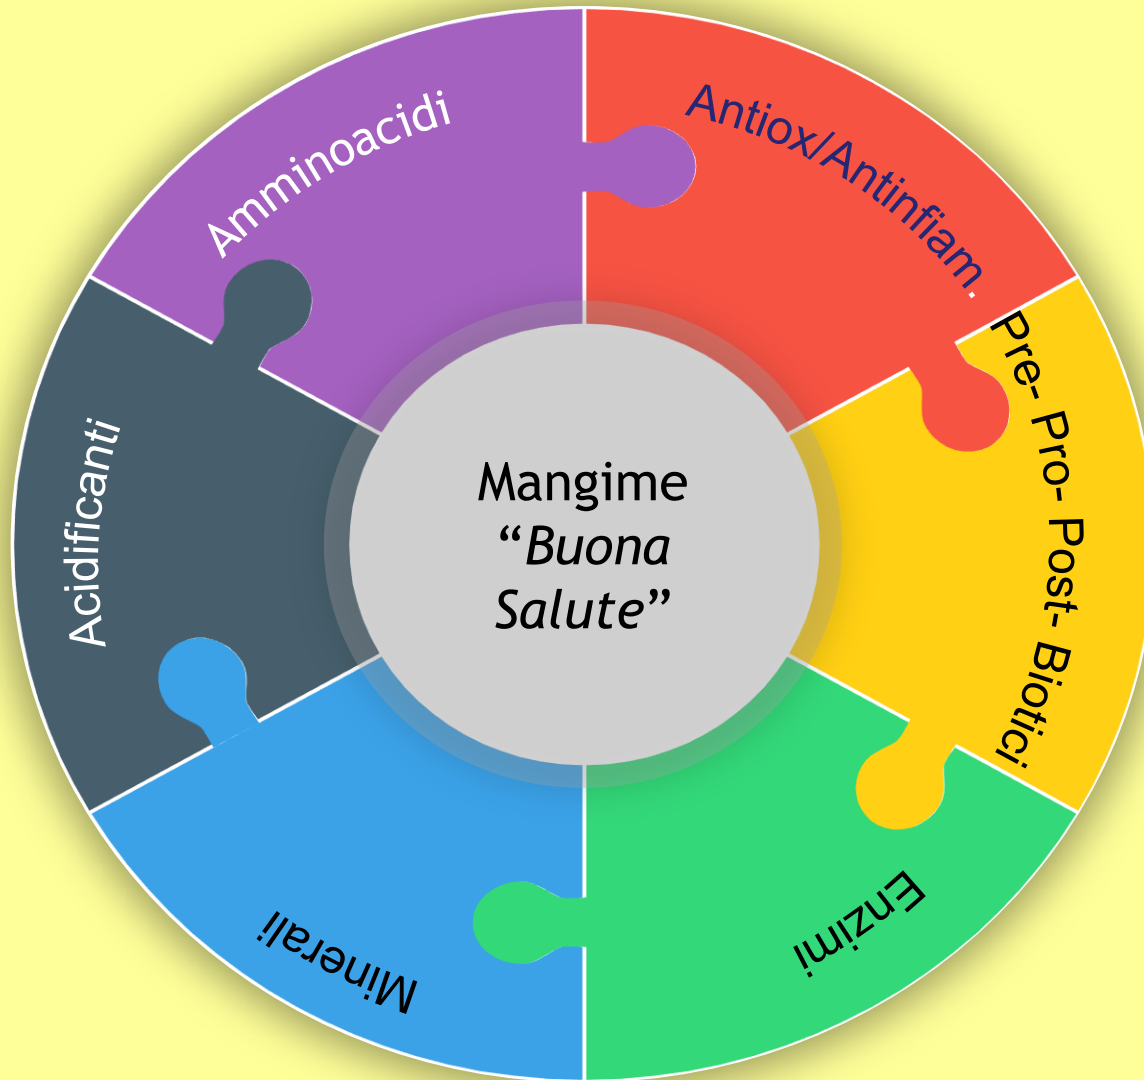 Amminoacidi
Antiox/Antinfiam.
Pre- Pro- Post- Biotici
Enzimi
Minerali
Acidificanti
Mangime
“Buona
Salute”